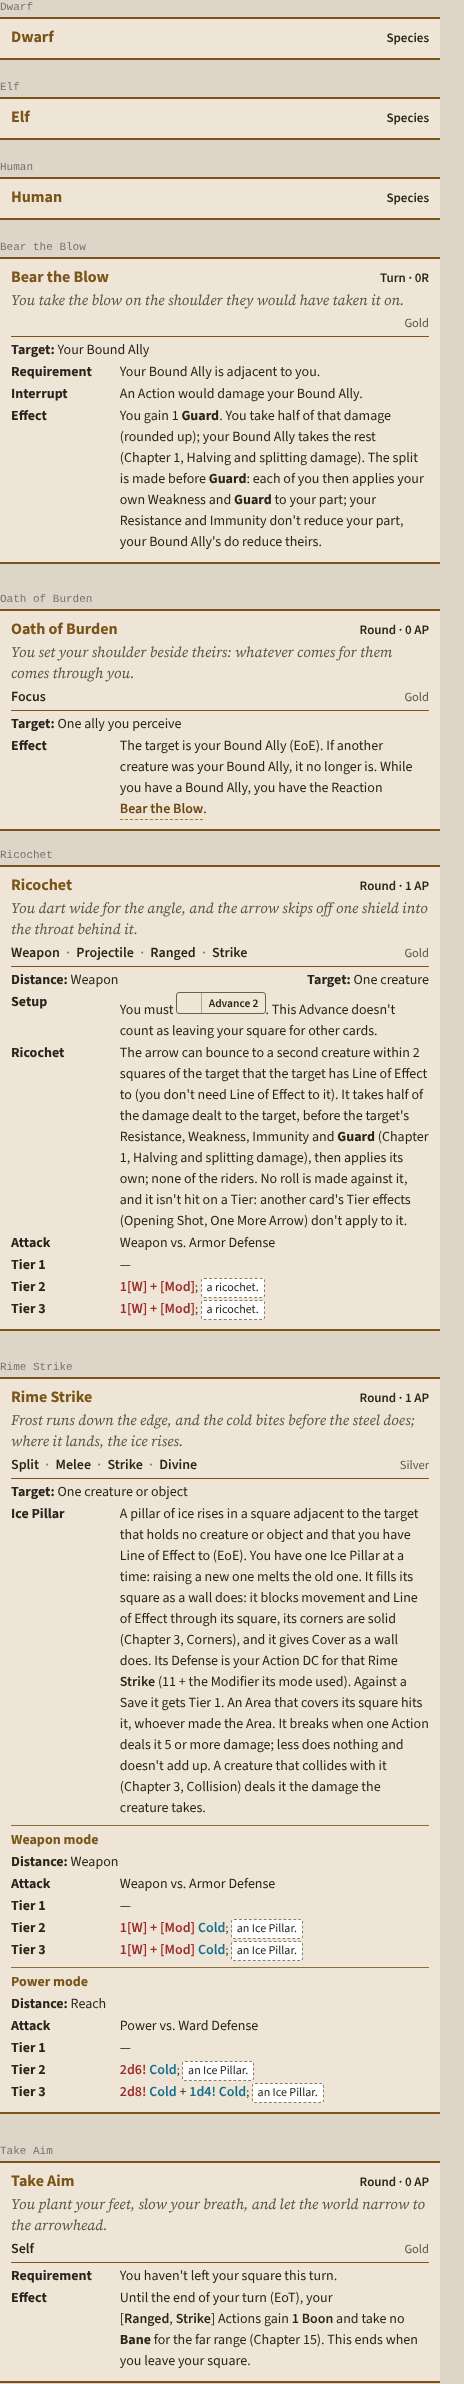 Dwarf
Dwarf Species
Elf
Elf Species
Human
Human Species
Bear the Blow
Bear the Blow Turn · 0R
You take the blow on the shoulder they would have taken it on.
Gold
Target: Your Bound Ally
Requirement Your Bound Ally is adjacent to you.
Interrupt An Action would damage your Bound Ally.
Effect You gain 1 Guard. You take half of that damage
(rounded up); your Bound Ally takes the rest
(Chapter 1, Halving and splitting damage). The split
is made before Guard: each of you then applies your
own Weakness and Guard to your part; your
Resistance and Immunity don't reduce your part,
your Bound Ally's do reduce theirs.
Oath of Burden
Oath of Burden Round · 0 AP
You set your shoulder beside theirs: whatever comes for them
comes through you.
Focus Gold
Target: One ally you perceive
Effect The target is your Bound Ally (EoE). If another
creature was your Bound Ally, it no longer is. While
you have a Bound Ally, you have the Reaction
Bear the Blow.
Ricochet
Ricochet Round · 1 AP
You dart wide for the angle, and the arrow skips off one shield into
the throat behind it.
Weapon · Projectile · Ranged · Strike Gold
Distance: Weapon Target: One creature
Setup You must Advance 2. This Advance doesn't
count as leaving your square for other cards.
Ricochet The arrow can bounce to a second creature within 2
squares of the target that the target has Line of Effect
to (you don't need Line of Effect to it). It takes half of
the damage dealt to the target, before the target's
Resistance, Weakness, Immunity and Guard (Chapter
1, Halving and splitting damage), then applies its
own; none of the riders. No roll is made against it,
and it isn't hit on a Tier: another card's Tier effects
(Opening Shot, One More Arrow) don't apply to it.
Attack Weapon vs. Armor Defense
Tier 1 —
Tier 2 1[W] + [Mod]; a ricochet.
Tier 3 1[W] + [Mod]; a ricochet.
Rime Strike
Rime Strike Round · 1 AP
Frost runs down the edge, and the cold bites before the steel does;
where it lands, the ice rises.
Split · Melee · Strike · Divine Silver
Target: One creature or object
Ice Pillar A pillar of ice rises in a square adjacent to the target
that holds no creature or object and that you have
Line of Effect to (EoE). You have one Ice Pillar at a
time: raising a new one melts the old one. It fills its
square as a wall does: it blocks movement and Line
of Effect through its square, its corners are solid
(Chapter 3, Corners), and it gives Cover as a wall
does. Its Defense is your Action DC for that Rime
Strike (11 + the Modifier its mode used). Against a
Save it gets Tier 1. An Area that covers its square hits
it, whoever made the Area. It breaks when one Action
deals it 5 or more damage; less does nothing and
doesn't add up. A creature that collides with it
(Chapter 3, Collision) deals it the damage the
creature takes.
Weapon mode
Distance: Weapon
Attack Weapon vs. Armor Defense
Tier 1 —
Tier 2 1[W] + [Mod] Cold; an Ice Pillar.
Tier 3 1[W] + [Mod] Cold; an Ice Pillar.
Power mode
Distance: Reach
Attack Power vs. Ward Defense
Tier 1 —
Tier 2 2d6! Cold; an Ice Pillar.
Tier 3 2d8! Cold + 1d4! Cold; an Ice Pillar.
Take Aim
Take Aim Round · 0 AP
You plant your feet, slow your breath, and let the world narrow to
the arrowhead.
Self Gold
Requirement You haven't left your square this turn.
Effect Until the end of your turn (EoT), your
[Ranged, Strike] Actions gain 1 Boon and take no
Bane for the far range (Chapter 15). This ends when
you leave your square.